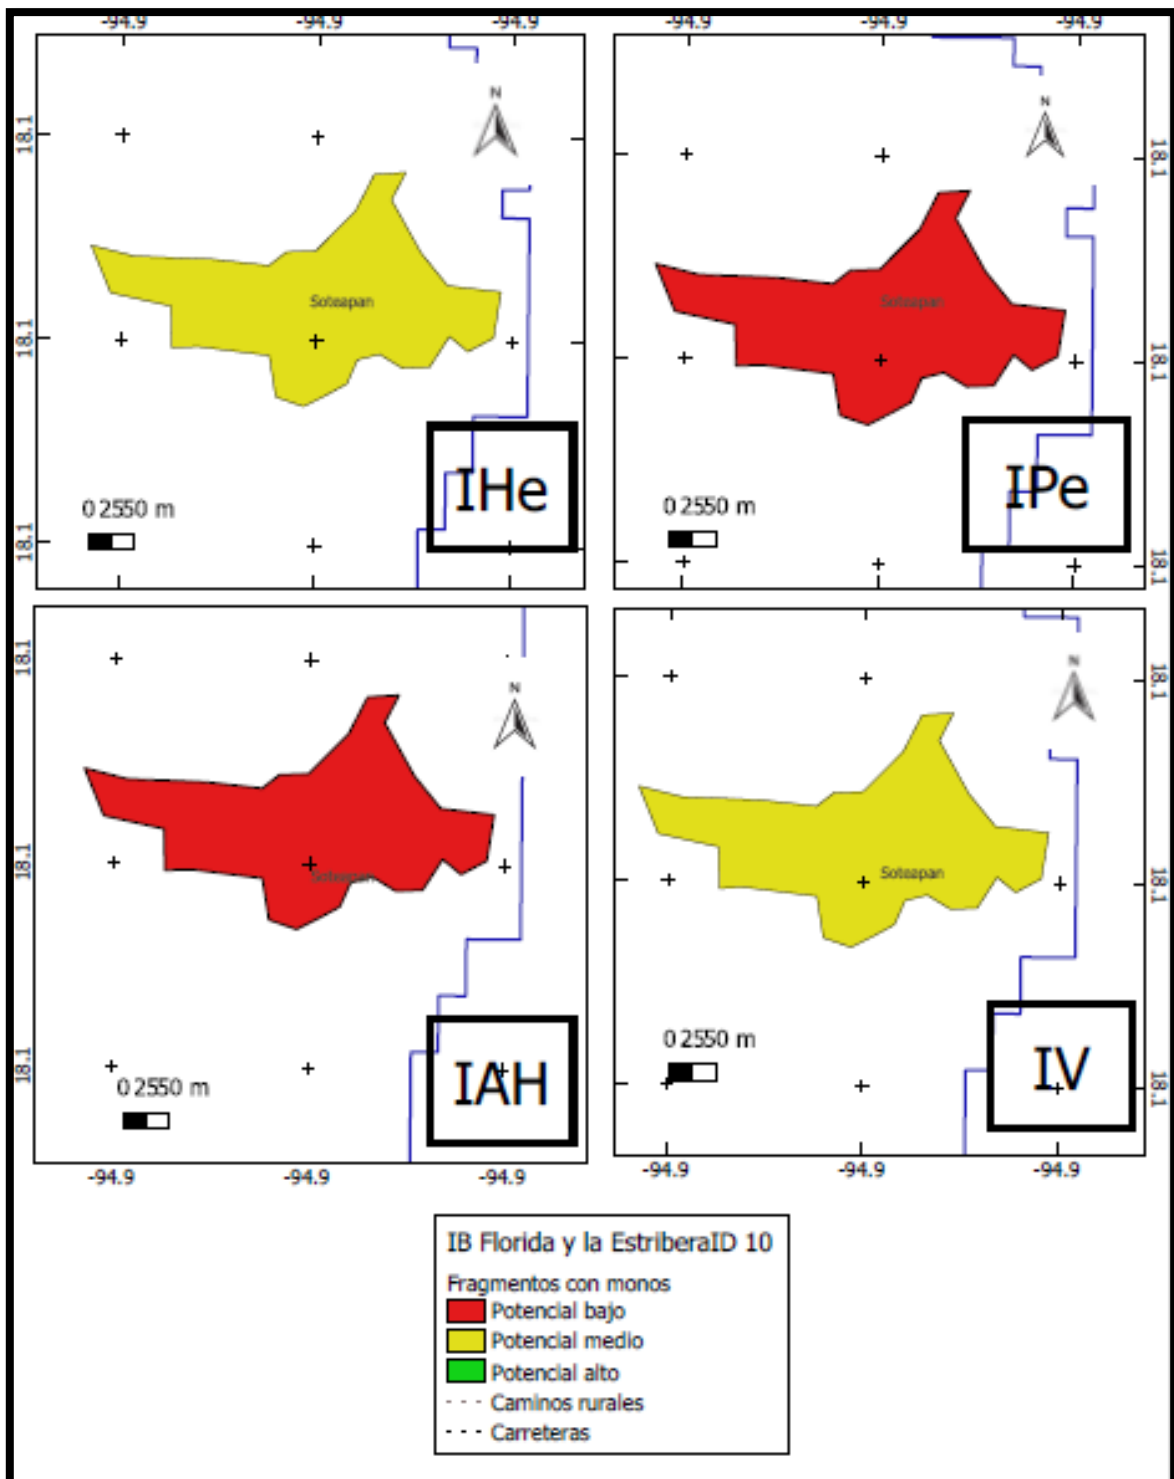 -94.9 -94.9 -94.9 -94.9 -94.9 -94.9
N
N
18.1
18.1
Soteapan
Soteapan
18.1
18.1
IHe
IPe
0 2550 m
0 2550 m
18.1
18.1
18.1
18.1
N
N
18.1
18.1
Soteapan
Soteapan
IAH
IV
0 2550 m
0 2550 m
18.1
18.1
-94.9 -94.9 -94.9 -94.9 -94.9 -94.9
IB Florida y la EstriberaID 10
Fragmentos con monos
Potencial bajo
Potencial medio
Potencial alto
Caminos rurales
Carreteras